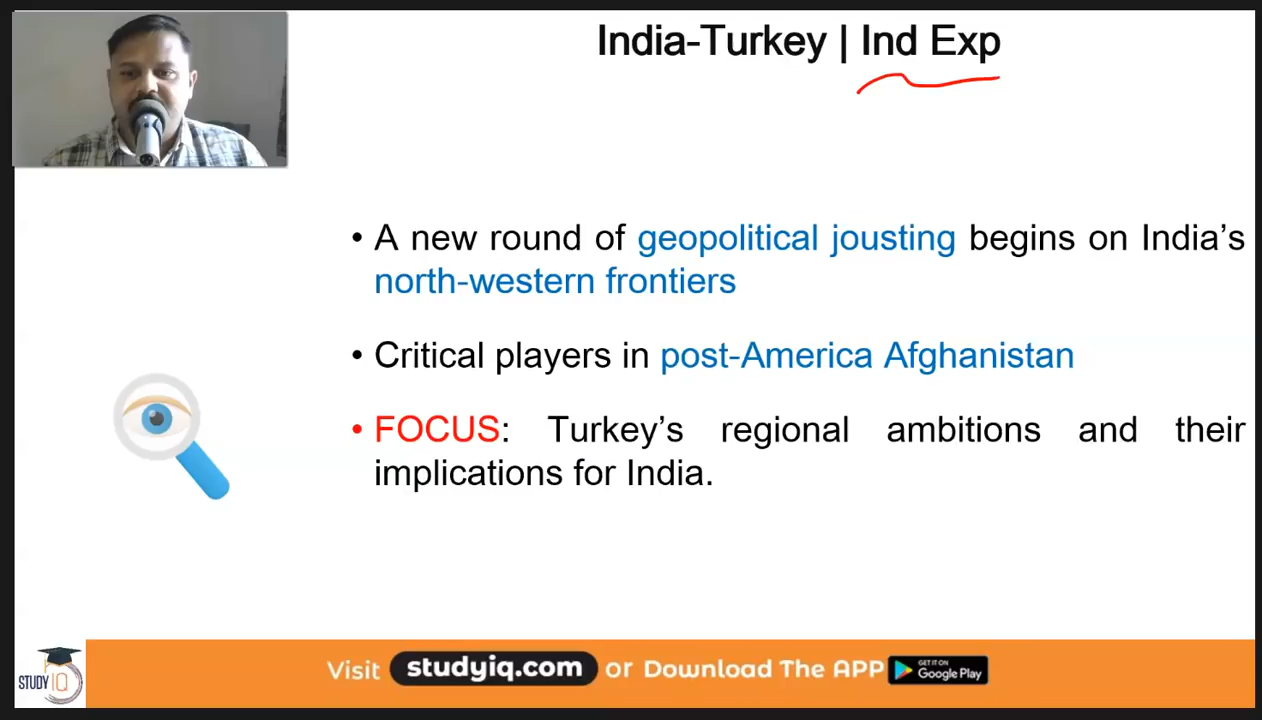 India-Turkey | Ind Exp
• A new round of geopolitical jousting begins on India’s
north-western frontiers
• Critical players in post-America Afghanistan
• FOCUS: Turkey’s regional ambitions and their
implications for India.
STUDY IQ
Visit studyiq.com or Download The APP GET IT ON Google Play